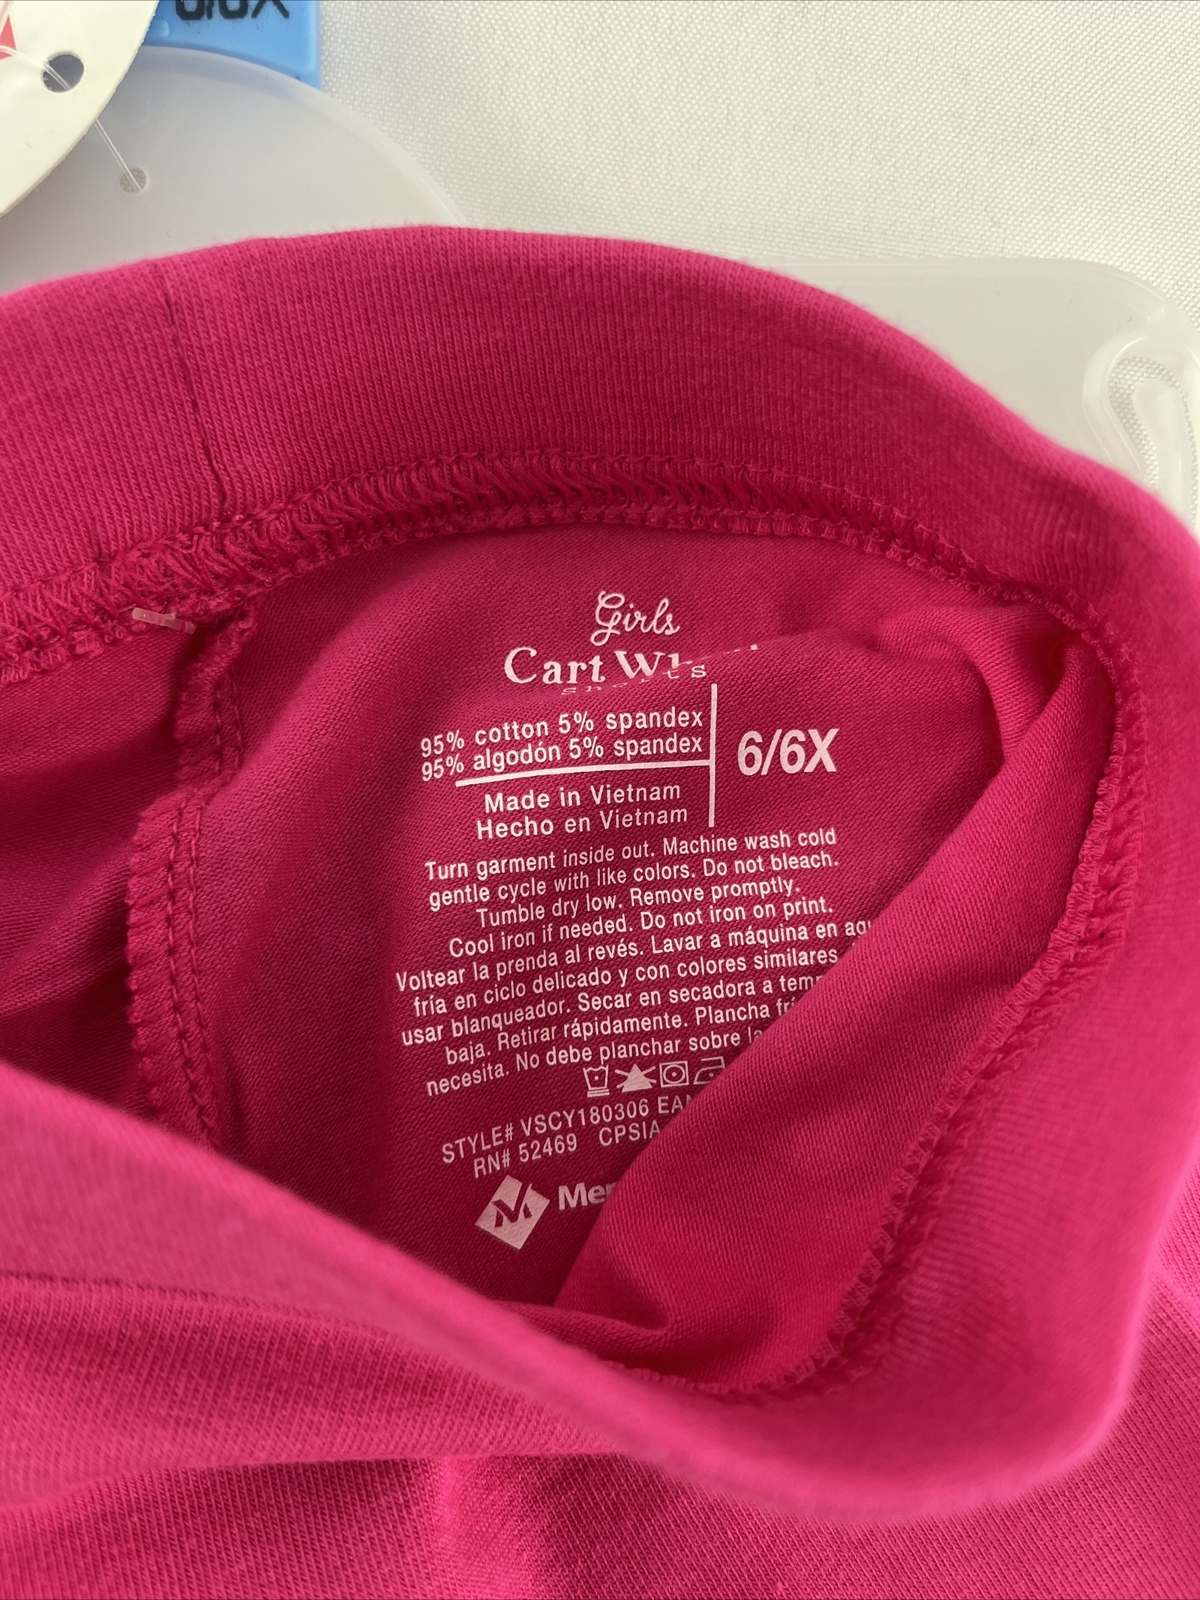 6/6X
Girls
Cart
shorts
95% cotton 5% spandex
95% algodón 5% spandex
6/6X
Made in Vietnam
Hecho en Vietnam
Turn garment inside out. Machine wash cold
gentle cycle with like colors. Do not bleach.
Tumble dry low. Remove promptly.
Cool iron if needed. Do not iron on print.
Voltear la prenda al revés. Lavar a máquina en
fría en ciclo delicado y con colores similares
usar blanqueador. Secar en secadora a
baja. Retirar rápidamente. Plancha
necesita. No debe planchar sobre
STYLE# VSCY180306
RN# 52469 CPSIA